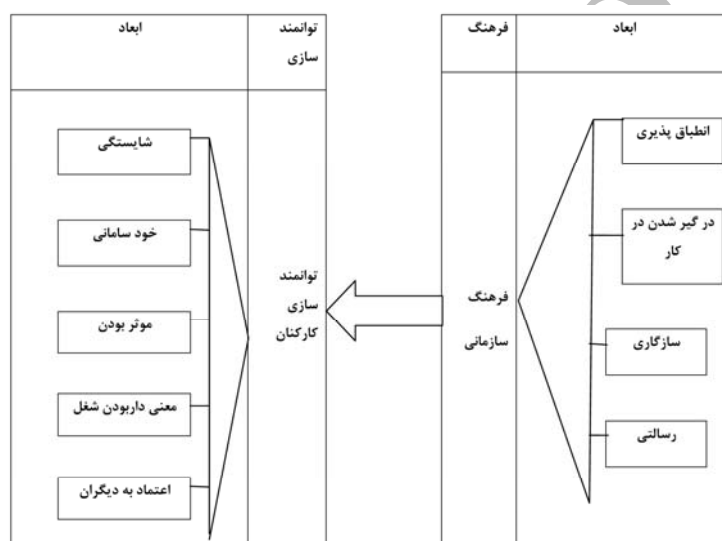 ابعاد
فرهنگ
توانمند
سازی
ابعاد
انطباق پذیری
در گیر شدن در
کار
سازگاری
رسالتی
فرهنگ
سازمانی
توانمند
سازی
کارکنان
شایستگی
خود سامانی
موثر بودن
معنی داربودن شغل
اعتماد به دیگران